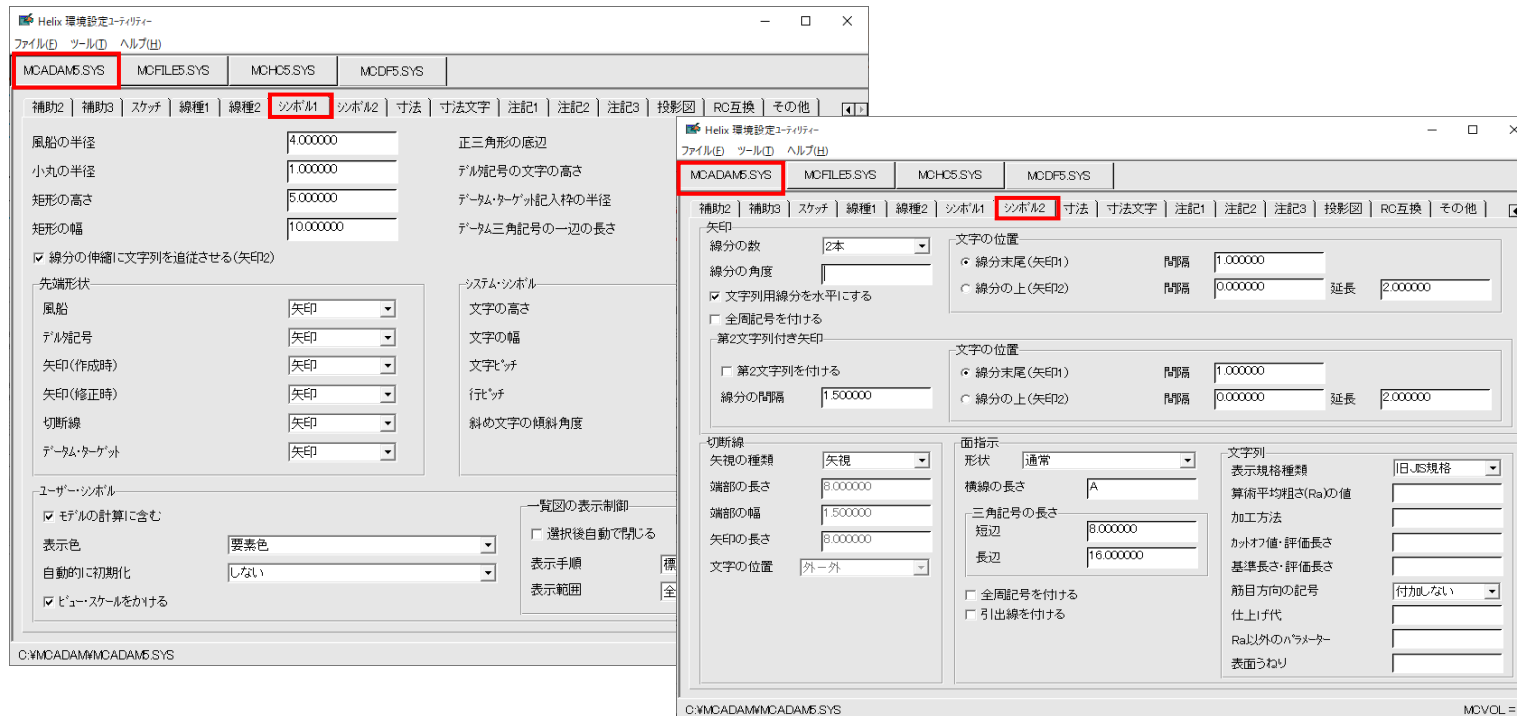 Helix 環境設定ﾕｰﾃｨﾘﾃｨｰ
ﾌｧｲﾙ(F) ﾂｰﾙ(T) ﾍﾙﾌﾟ(H)
MCADAM5.SYS MCFILE5.SYS MCHC5.SYS MCDF5.SYS
補助2 補助3 ｽｹｯﾁ 線種1 線種2 ｼﾝﾎﾞﾙ1 ｼﾝﾎﾞﾙ2 寸法 寸法文字 注記1 注記2 注記3 投影図 RC互換 その他
風船の半径 4.000000 正三角形の底辺
小丸の半径 1.000000 ﾃﾞﾙﾀ記号の文字の高さ
矩形の高さ 5.000000 ﾃﾞｰﾀﾑ･ﾀｰｹﾞｯﾄ記入枠の半径
矩形の幅 10.000000 ﾃﾞｰﾀﾑ三角記号の一辺の長さ
線分の伸縮に文字列を追従させる(矢印2)
先端形状
風船 矢印
ﾃﾞﾙﾀ記号 矢印
矢印(作成時) 矢印
矢印(修正時) 矢印
切断線 矢印
ﾃﾞｰﾀﾑ･ﾀｰｹﾞｯﾄ 矢印
ｼｽﾃﾑ･ｼﾝﾎﾞﾙ
文字の高さ
文字の幅
文字ﾋﾟｯﾁ
行ﾋﾟｯﾁ
斜め文字の傾斜角度
ﾕｰｻﾞｰ･ｼﾝﾎﾞﾙ
ﾓﾃﾞﾙの計算に含む
表示色 要素色
自動的に初期化 しない
ﾋﾞｭｰ･ｽｹｰﾙをかける
一覧図の表示制御
選択後自動で閉じる
表示手順 標
表示範囲 全
C:¥MCADAM¥MCADAM5.SYS
Helix 環境設定ﾕｰﾃｨﾘﾃｨｰ
ﾌｧｲﾙ(F) ﾂｰﾙ(T) ﾍﾙﾌﾟ(H)
MCADAM5.SYS MCFILE5.SYS MCHC5.SYS MCDF5.SYS
補助2 補助3 ｽｹｯﾁ 線種1 線種2 ｼﾝﾎﾞﾙ1 ｼﾝﾎﾞﾙ2 寸法 寸法文字 注記1 注記2 注記3 投影図 RC互換 その他
矢印
線分の数 2本
線分の角度
文字列用線分を水平にする
全周記号を付ける
文字の位置
線分末尾(矢印1) 間隔 1.000000
線分の上(矢印2) 間隔 0.000000 延長 2.000000
第2文字列付き矢印
第2文字列を付ける
線分の間隔 1.500000
文字の位置
線分末尾(矢印1) 間隔 1.000000
線分の上(矢印2) 間隔 0.000000 延長 2.000000
切断線
矢視の種類 矢視
端部の長さ 8.000000
端部の幅 1.500000
矢印の長さ 8.000000
文字の位置 外－外
面指示
形状 通常
横線の長さ A
三角記号の長さ
短辺 8.000000
長辺 16.000000
全周記号を付ける
引出線を付ける
文字列
表示規格種類 旧JIS規格
算術平均粗さ(Ra)の値
加工方法
ｶｯﾄｵﾌ値･評価長さ
基準長さ･評価長さ
筋目方向の記号 付加しない
仕上げ代
Ra以外のﾊﾟﾗﾒｰﾀｰ
表面うねり
C:¥MCADAM¥MCADAM5.SYS MCVOL =